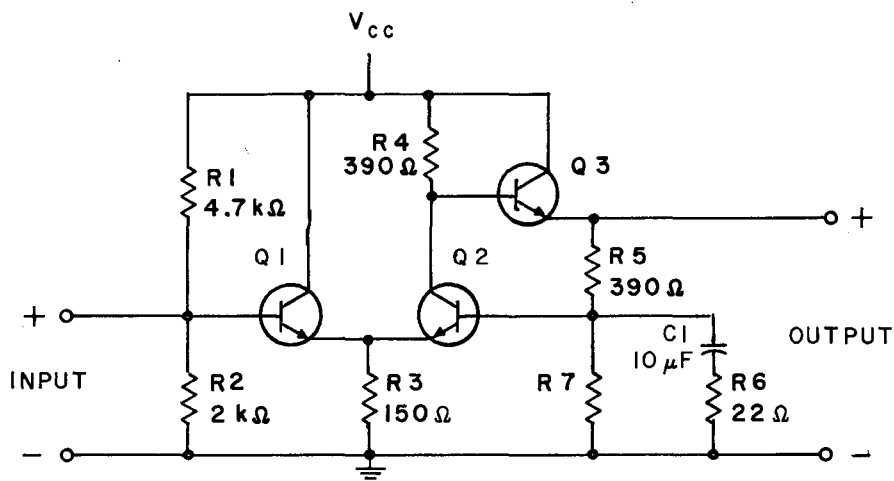 V CC
R4
390 Ω
Q3
R1
4.7 kΩ
+
Q1
Q2
R5
390 Ω
+
C1
10 µF
OUTPUT
INPUT
R2
2 kΩ
R3
150 Ω
R7
R6
22 Ω
−
−